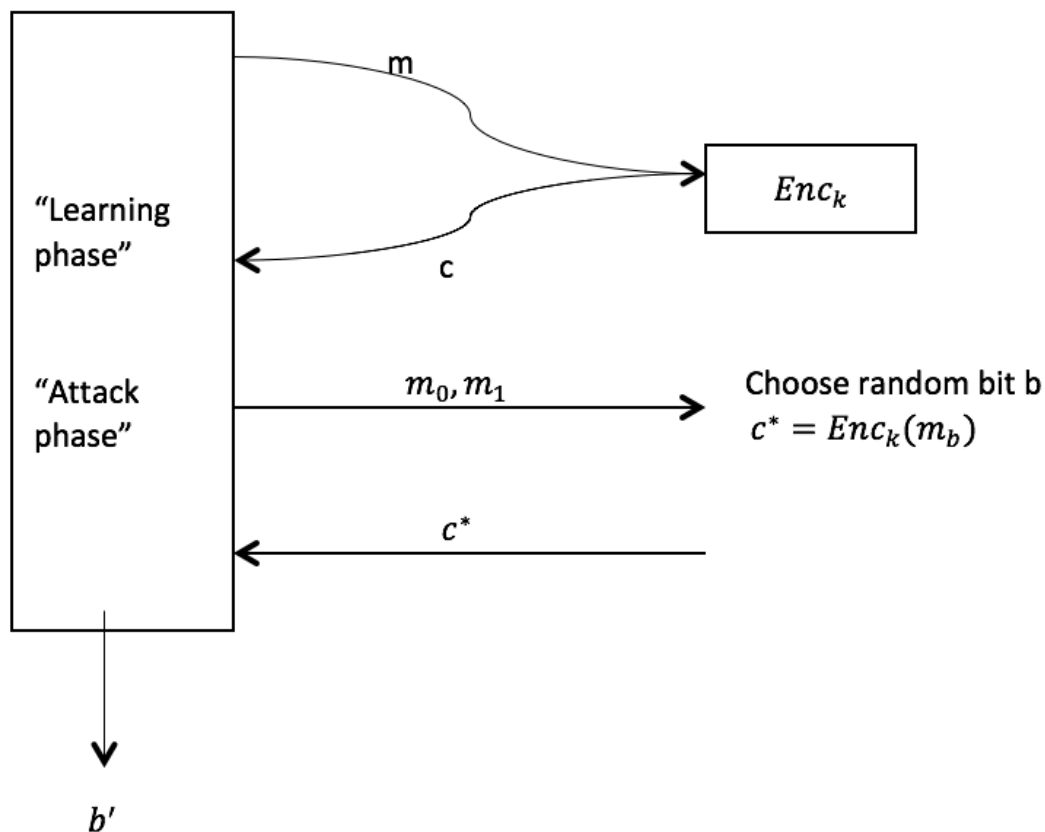 m
Enc_k
“Learning
phase”
c
“Attack
phase”
m_0, m_1
Choose random bit b
c* = Enc_k(m_b)
c*
b′